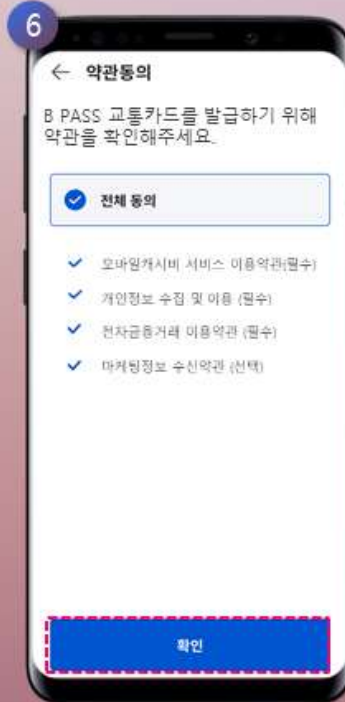 6
← 약관동의
B PASS 교통카드를 발급하기 위해
약관을 확인해주세요.
전체 동의
모바일캐시비 서비스 이용약관(필수)
개인정보 수집 및 이용 (필수)
전자금융거래 이용약관 (필수)
마케팅정보 수신약관 (선택)
확인